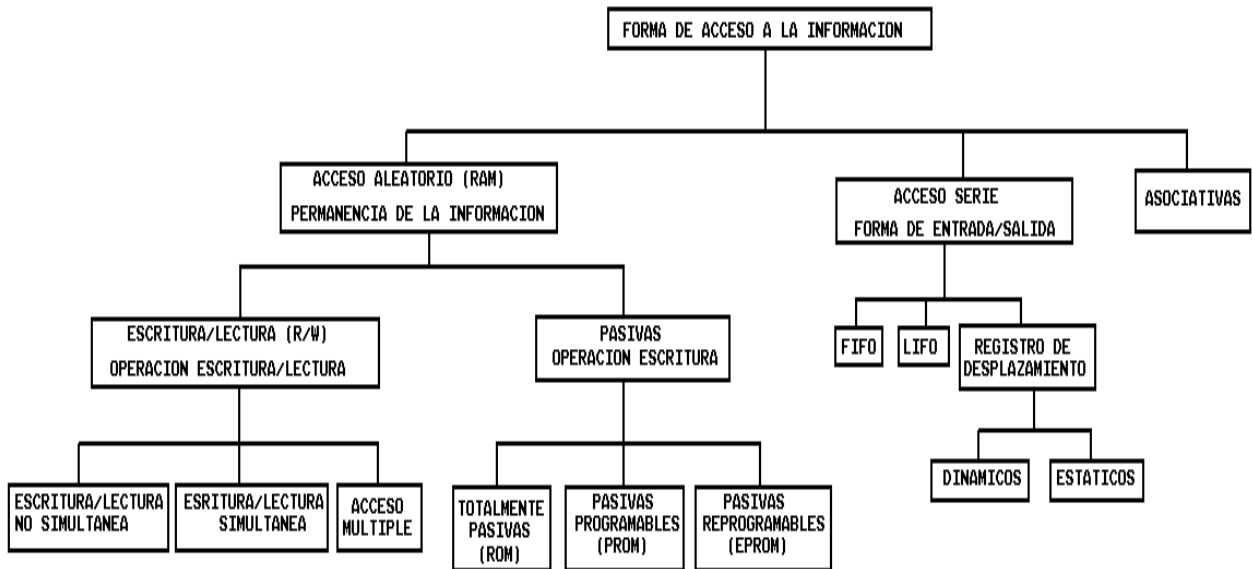 FORMA DE ACCESO A LA INFORMACION
ACCESO ALEATORIO (RAM)
PERMANENCIA DE LA INFORMACION
ACCESO SERIE
FORMA DE ENTRADA/SALIDA
ASOCIATIVAS
ESCRITURA/LECTURA (R/W)
OPERACION ESCRITURA/LECTURA
PASIVAS
OPERACION ESCRITURA
FIFO
LIFO
REGISTRO DE
DESPLAZAMIENTO
ESCRITURA/LECTURA
NO SIMULTANEA
ESRITURA/LECTURA
SIMULTANEA
ACCESO
MULTIPLE
TOTALMENTE
PASIVAS
(ROM)
PASIVAS
PROGRAMABLES
(PROM)
PASIVAS
REPROGRAMABLES
(EPROM)
DINAMICOS
ESTATICOS